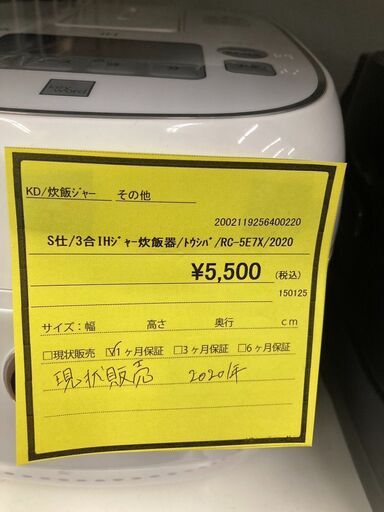 KD/炊飯ジャー その他
2002119256400220
S仕/3合IHｼﾞｬｰ炊飯器/ﾄｳｼﾊﾞ/RC-5E7X/2020
¥5,500 (税込)
150125
サイズ:幅 高さ 奥行 cm
□現状販売 ☑1ヶ月保証 □3ヶ月保証 □6ヶ月保証
現状販売 2020年